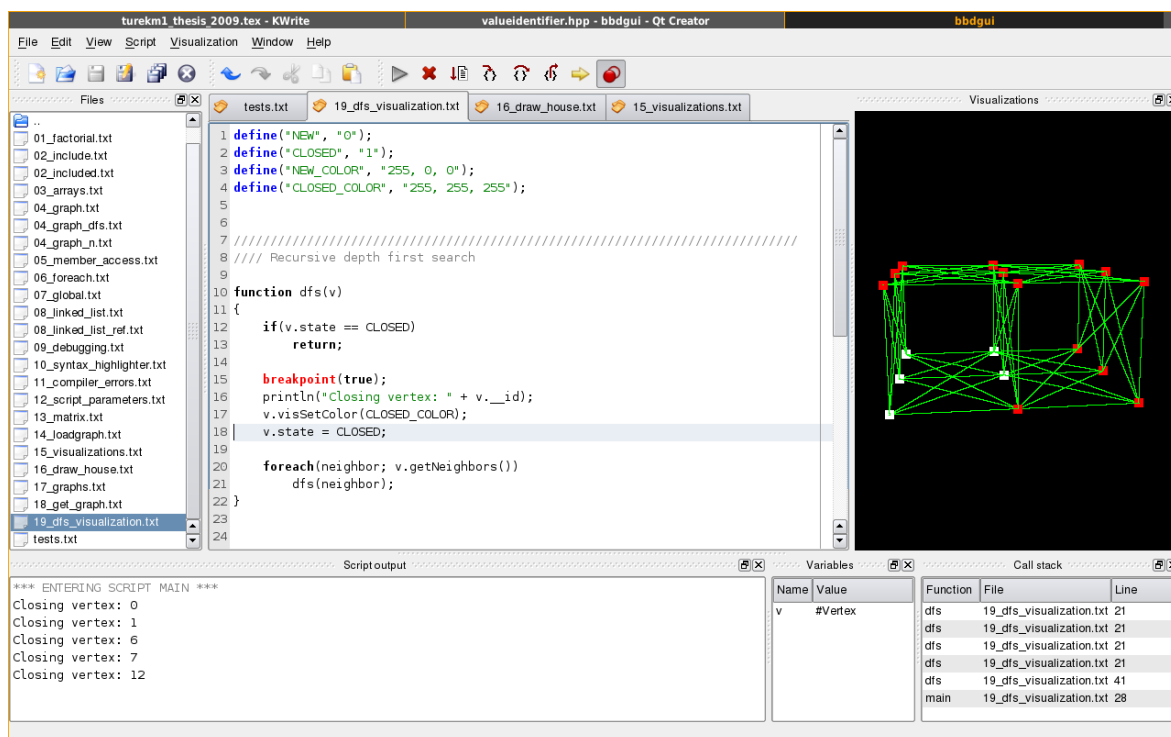 turekm1_thesis_2009.tex - KWrite
valueidentifier.hpp - bbdgui - Qt Creator
bbdgui
File Edit View Script Visualization Window Help
Files
..
01_factorial.txt
02_include.txt
02_included.txt
03_arrays.txt
04_graph.txt
04_graph_dfs.txt
04_graph_n.txt
05_member_access.txt
06_foreach.txt
07_global.txt
08_linked_list.txt
08_linked_list_ref.txt
09_debugging.txt
10_syntax_highlighter.txt
11_compiler_errors.txt
12_script_parameters.txt
13_matrix.txt
14_loadgraph.txt
15_visualizations.txt
16_draw_house.txt
17_graphs.txt
18_get_graph.txt
19_dfs_visualization.txt
tests.txt
tests.txt 19_dfs_visualization.txt 16_draw_house.txt 15_visualizations.txt
1 define("NEW", "0");
2 define("CLOSED", "1");
3 define("NEW_COLOR", "255, 0, 0");
4 define("CLOSED_COLOR", "255, 255, 255");
5
6
7 /////////////////////////////////////////////////////////////////////////////
8 //// Recursive depth first search
9
10 function dfs(v)
11 {
12     if(v.state == CLOSED)
13         return;
14
15     breakpoint(true);
16     println("Closing vertex: " + v.__id);
17     v.visSetColor(CLOSED_COLOR);
18     v.state = CLOSED;
19
20     foreach(neighbor; v.getNeighbors())
21         dfs(neighbor);
22 }
23
24
Visualizations
Script output
*** ENTERING SCRIPT MAIN ***
Closing vertex: 0
Closing vertex: 1
Closing vertex: 6
Closing vertex: 7
Closing vertex: 12
Variables
Name Value
v #Vertex
Call stack
Function File Line
dfs 19_dfs_visualization.txt 21
dfs 19_dfs_visualization.txt 21
dfs 19_dfs_visualization.txt 21
dfs 19_dfs_visualization.txt 21
dfs 19_dfs_visualization.txt 41
main 19_dfs_visualization.txt 28